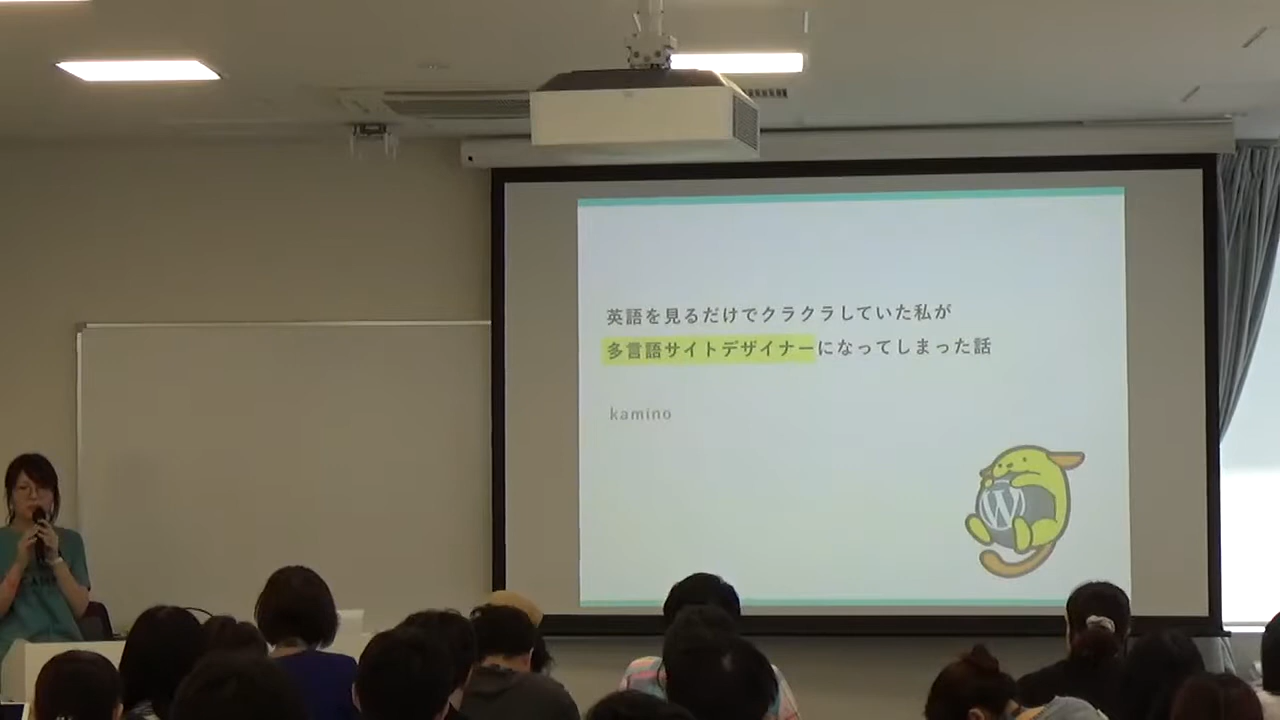 英語を見るだけでクラクラしていた私が
多言語サイトデザイナーになってしまった話
kamino
W